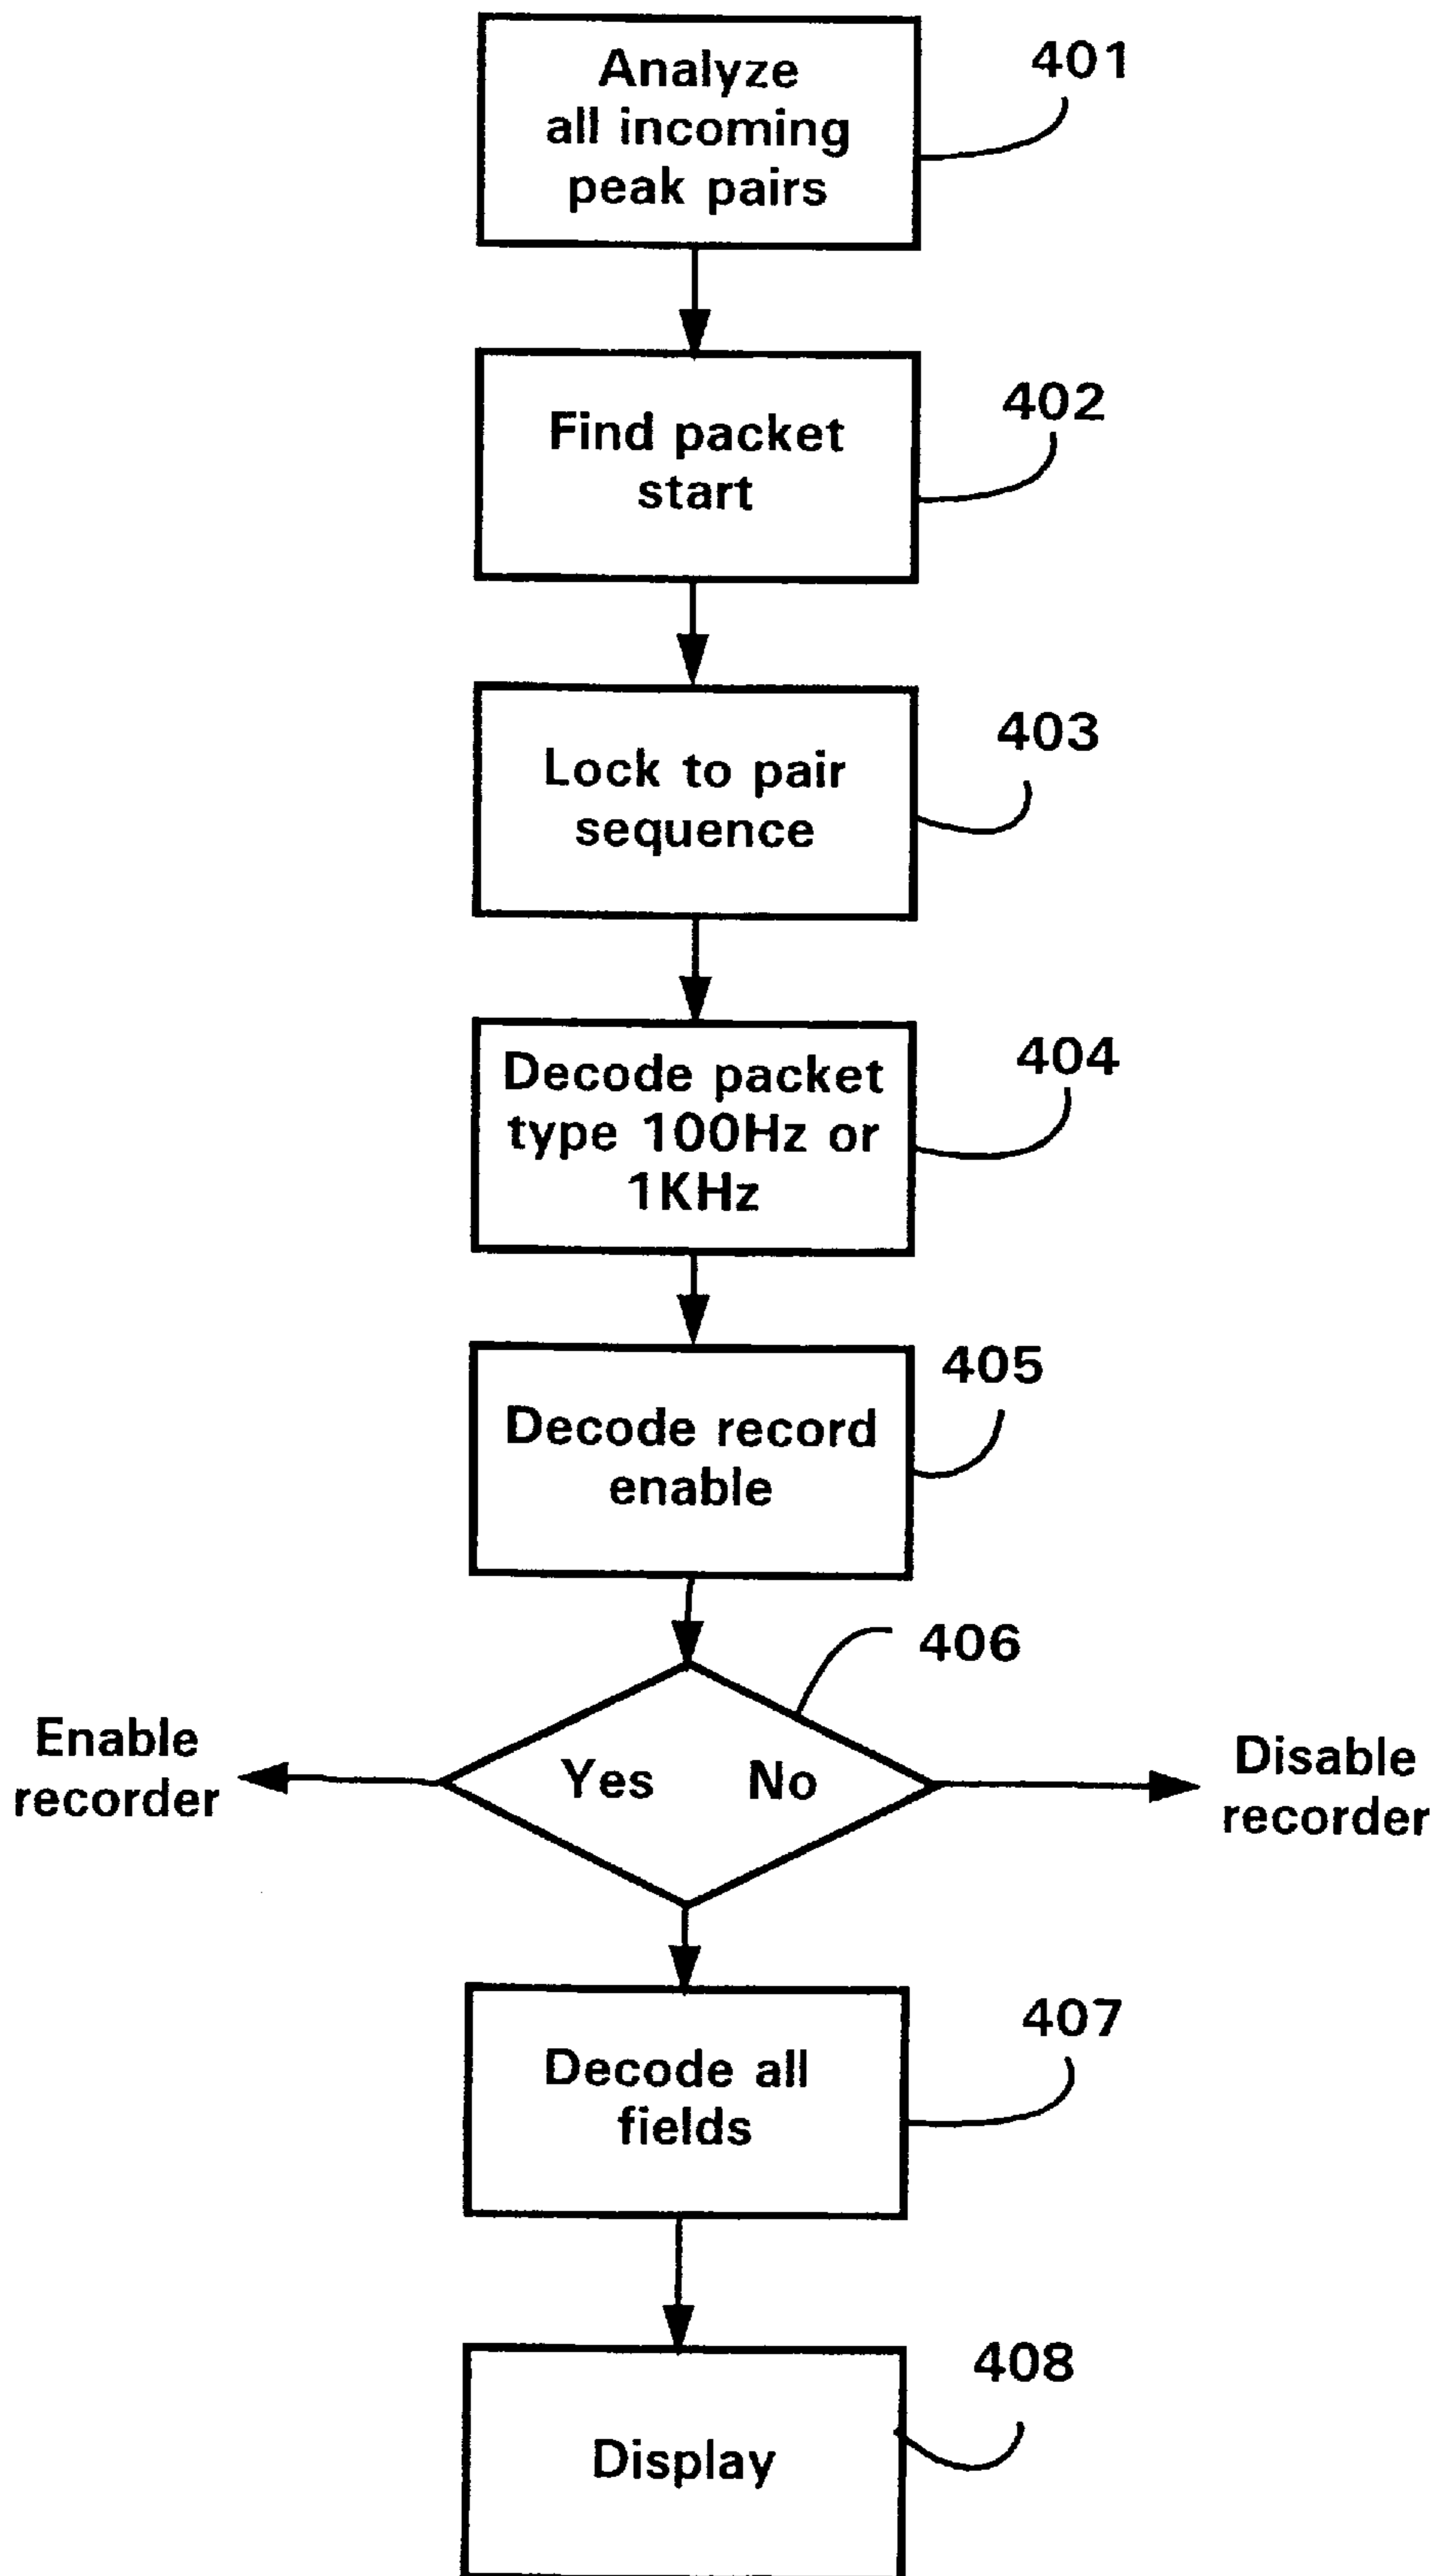 Analyze
all incoming
peak pairs
401
Find packet
start
402
Lock to pair
sequence
403
Decode packet
type 100Hz or
1KHz
404
Decode record
enable
405
406
Enable
recorder
Yes No
Disable
recorder
Decode all
fields
407
Display
408